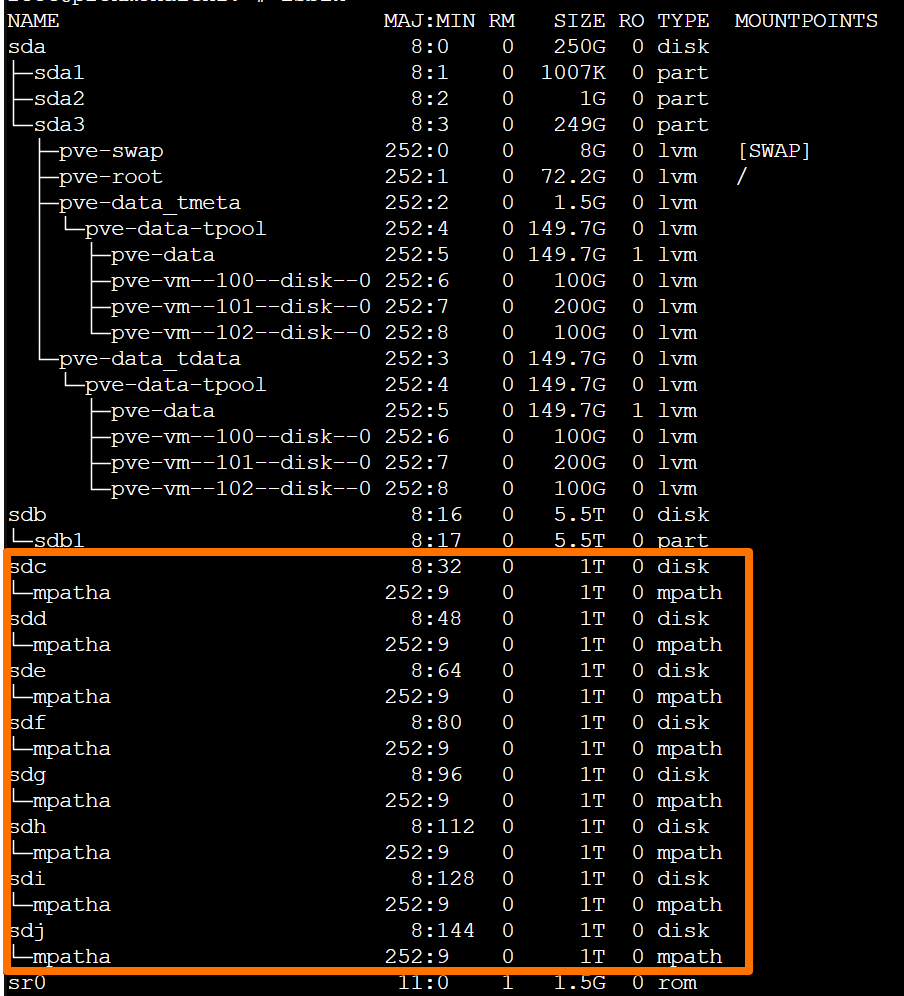 NAME MAJ:MIN RM SIZE RO TYPE MOUNTPOINTS
sda 8:0 0 250G 0 disk
├─sda1 8:1 0 1007K 0 part
├─sda2 8:2 0 1G 0 part
└─sda3 8:3 0 249G 0 part
  ├─pve-swap 252:0 0 8G 0 lvm [SWAP]
  ├─pve-root 252:1 0 72.2G 0 lvm /
  ├─pve-data_tmeta 252:2 0 1.5G 0 lvm
  │ └─pve-data-tpool 252:4 0 149.7G 0 lvm
  │   ├─pve-data 252:5 0 149.7G 1 lvm
  │   ├─pve-vm--100--disk--0 252:6 0 100G 0 lvm
  │   ├─pve-vm--101--disk--0 252:7 0 200G 0 lvm
  │   └─pve-vm--102--disk--0 252:8 0 100G 0 lvm
  └─pve-data_tdata 252:3 0 149.7G 0 lvm
    └─pve-data-tpool 252:4 0 149.7G 0 lvm
      ├─pve-data 252:5 0 149.7G 1 lvm
      ├─pve-vm--100--disk--0 252:6 0 100G 0 lvm
      ├─pve-vm--101--disk--0 252:7 0 200G 0 lvm
      └─pve-vm--102--disk--0 252:8 0 100G 0 lvm
sdb 8:16 0 5.5T 0 disk
└─sdb1 8:17 0 5.5T 0 part
sdc 8:32 0 1T 0 disk
└─mpatha 252:9 0 1T 0 mpath
sdd 8:48 0 1T 0 disk
└─mpatha 252:9 0 1T 0 mpath
sde 8:64 0 1T 0 disk
└─mpatha 252:9 0 1T 0 mpath
sdf 8:80 0 1T 0 disk
└─mpatha 252:9 0 1T 0 mpath
sdg 8:96 0 1T 0 disk
└─mpatha 252:9 0 1T 0 mpath
sdh 8:112 0 1T 0 disk
└─mpatha 252:9 0 1T 0 mpath
sdi 8:128 0 1T 0 disk
└─mpatha 252:9 0 1T 0 mpath
sdj 8:144 0 1T 0 disk
└─mpatha 252:9 0 1T 0 mpath
sr0 11:0 1 1.5G 0 rom